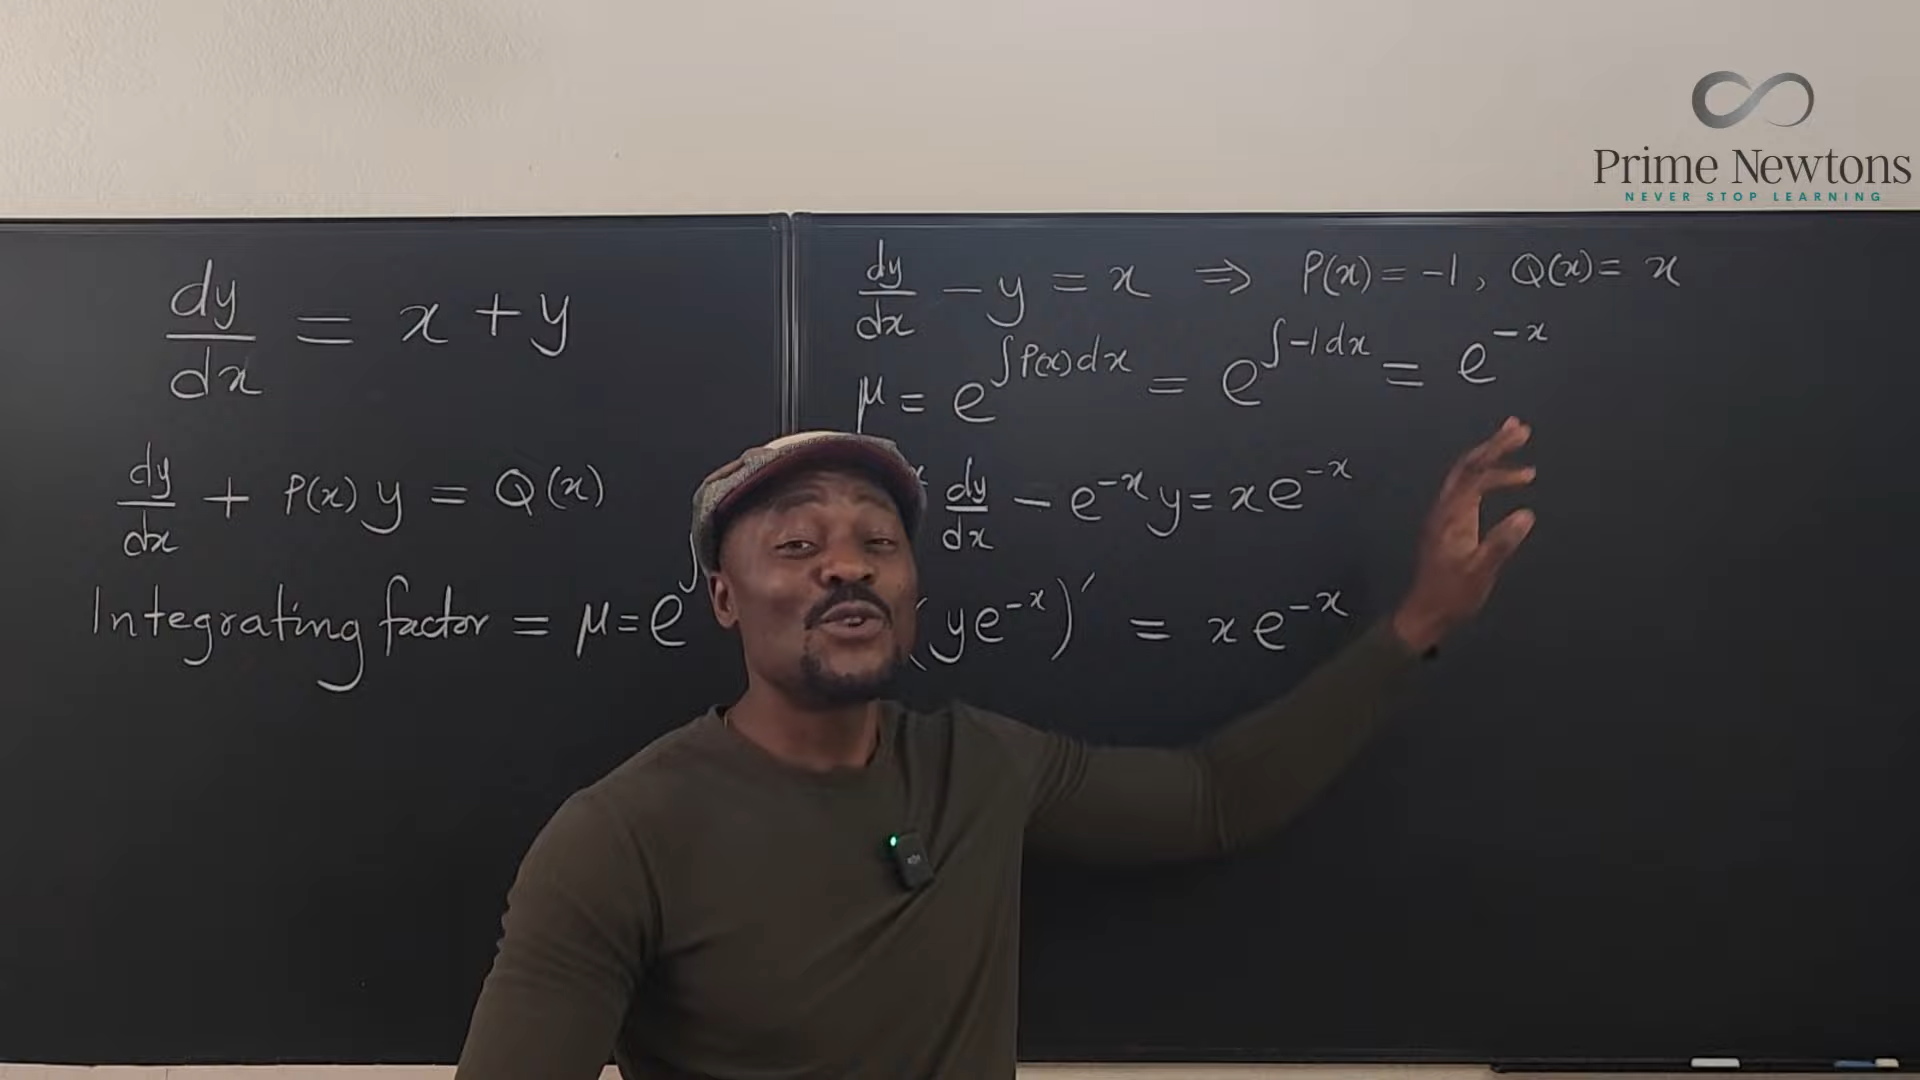 Prime Newtons
NEVER STOP LEARNING
dy/dx = x + y
dy/dx + P(x) y = Q(x)
Integrating factor = μ = e^∫
dy/dx - y = x ⇒ P(x) = -1, Q(x) = x
μ = e^∫P(x)dx = e^∫-1dx = e^-x
dy/dx - e^-x y = xe^-x
(ye^-x)′ = xe^-x